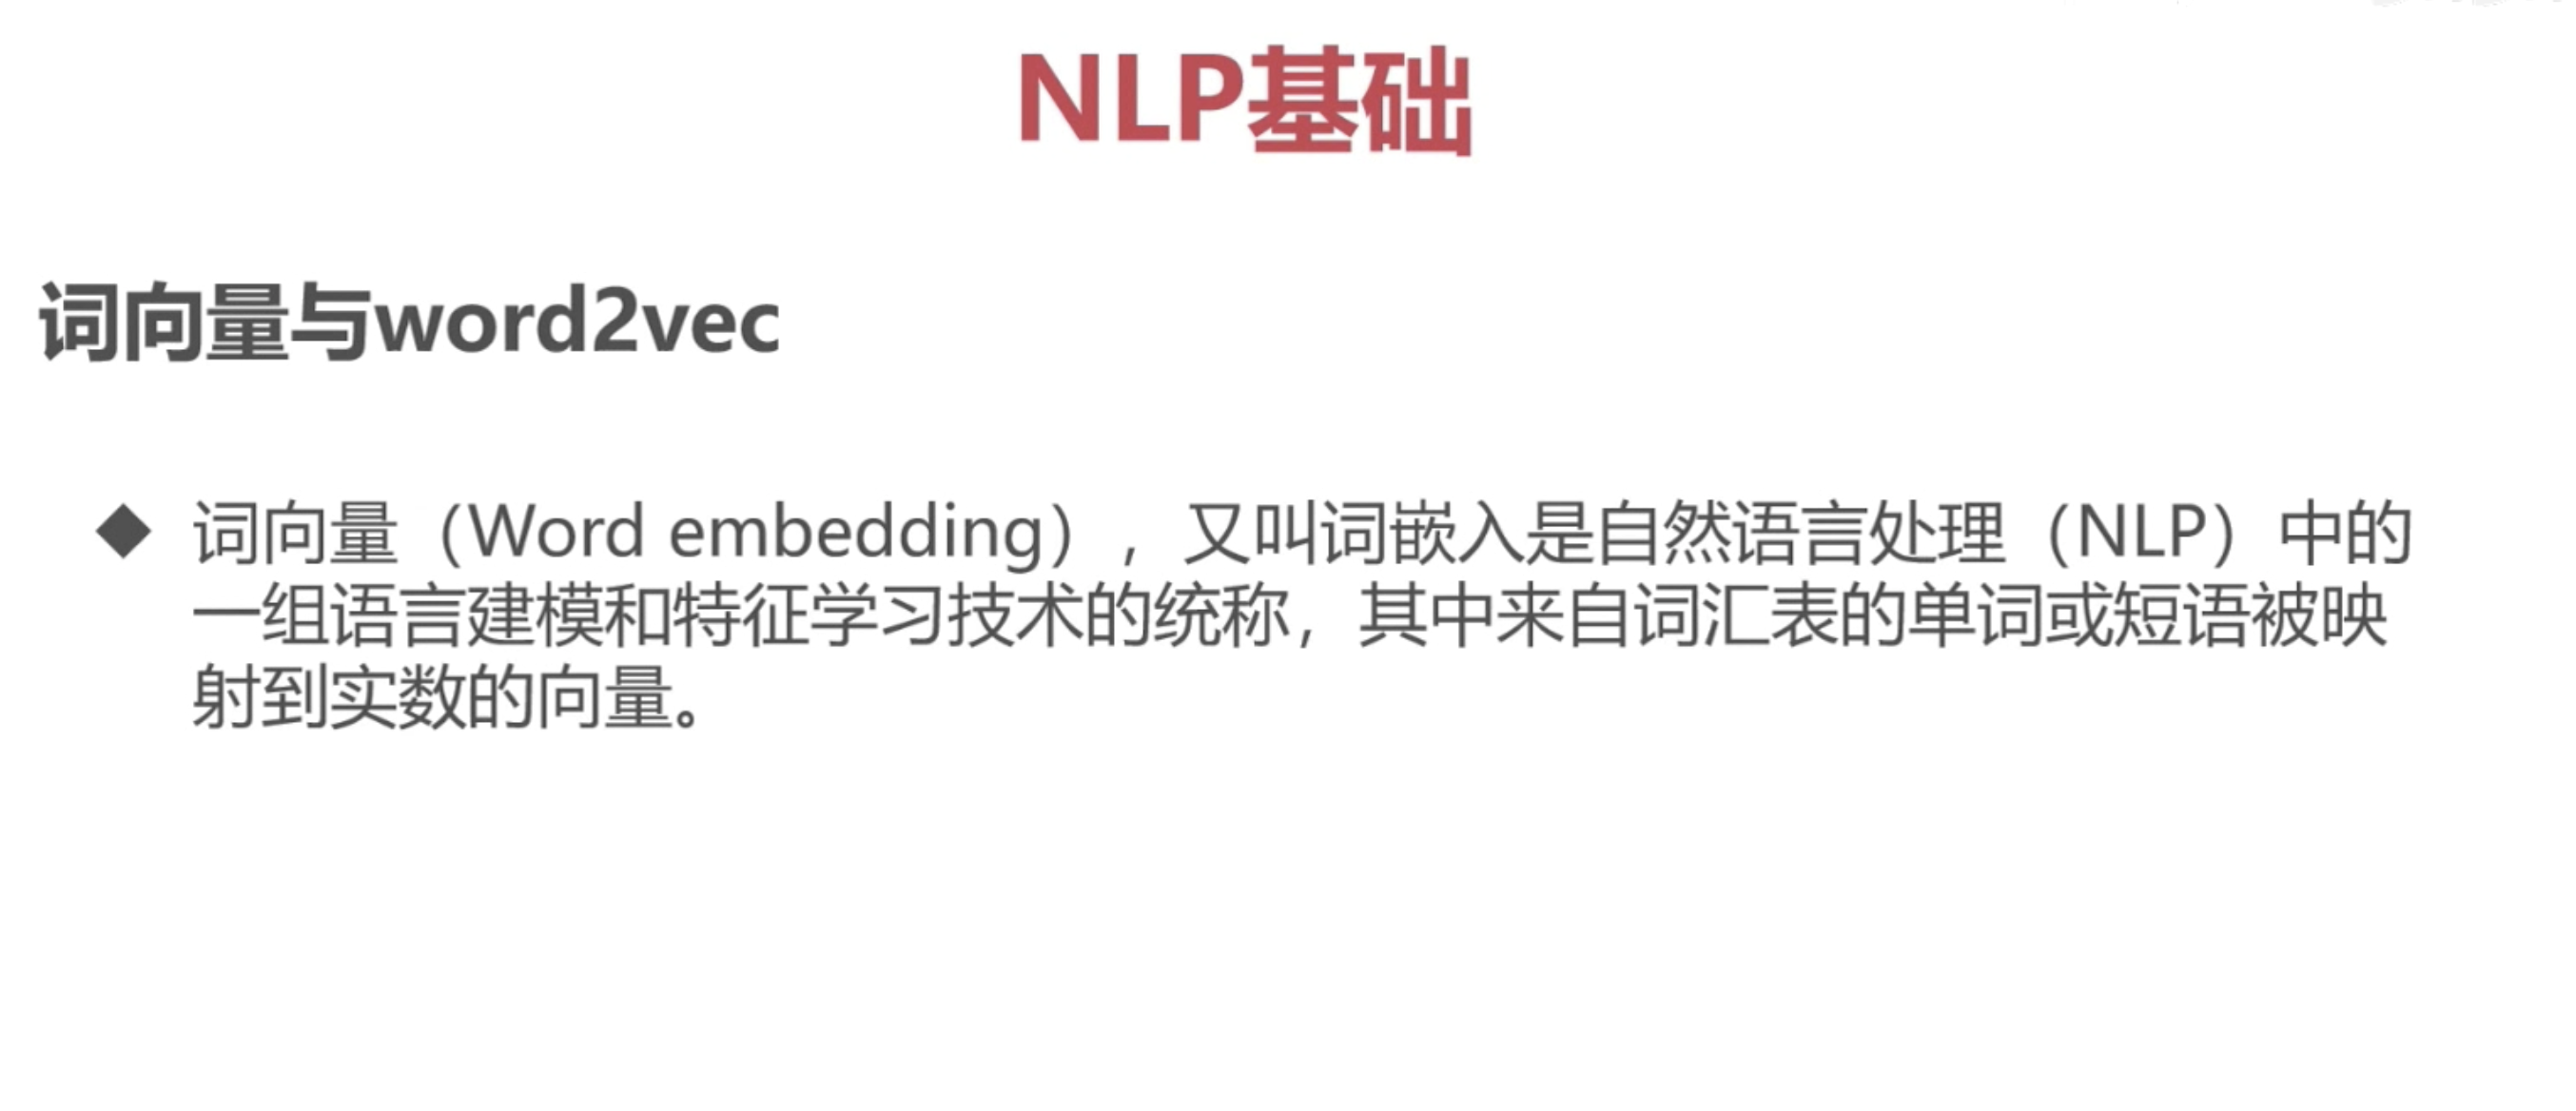 NLP基础
词向量与word2vec
◆ 词向量（Word embedding），又叫词嵌入是自然语言处理（NLP）中的
一组语言建模和特征学习技术的统称，其中来自词汇表的单词或短语被映
射到实数的向量。